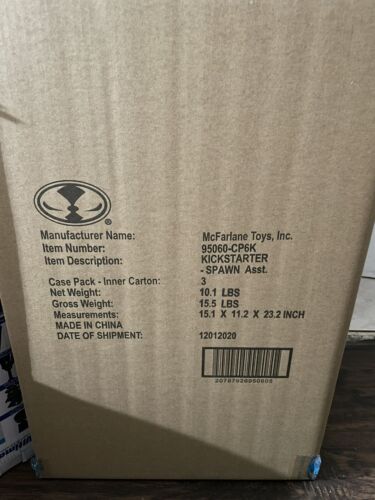 ®
Manufacturer Name: McFarlane Toys, Inc.
Item Number: 95060-CP6K
Item Description: KICKSTARTER
- SPAWN Asst.
Case Pack - Inner Carton: 3
Net Weight: 10.1 LBS
Gross Weight: 15.5 LBS
Measurements: 15.1 X 11.2 X 23.2 INCH
MADE IN CHINA
DATE OF SHIPMENT: 12012020